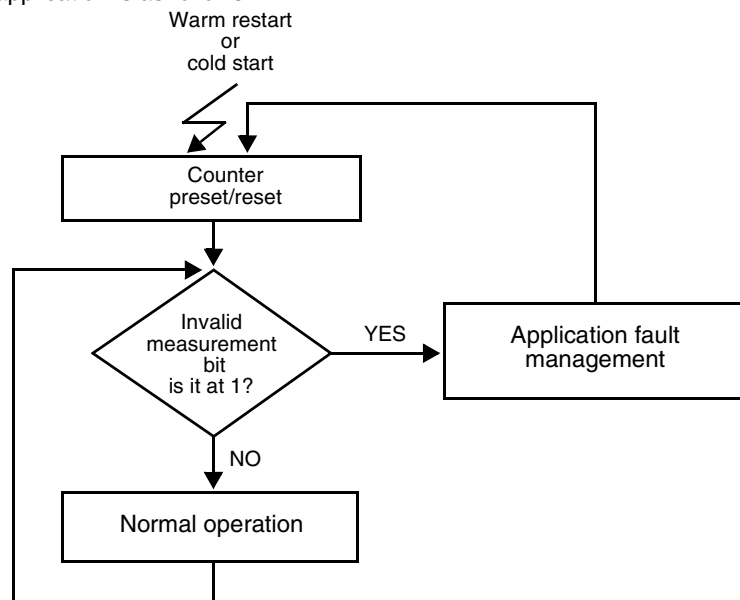 Warm restart
or
cold start
Counter
preset/reset
Invalid
measurement
bit
is it at 1?
YES
Application fault
management
NO
Normal operation